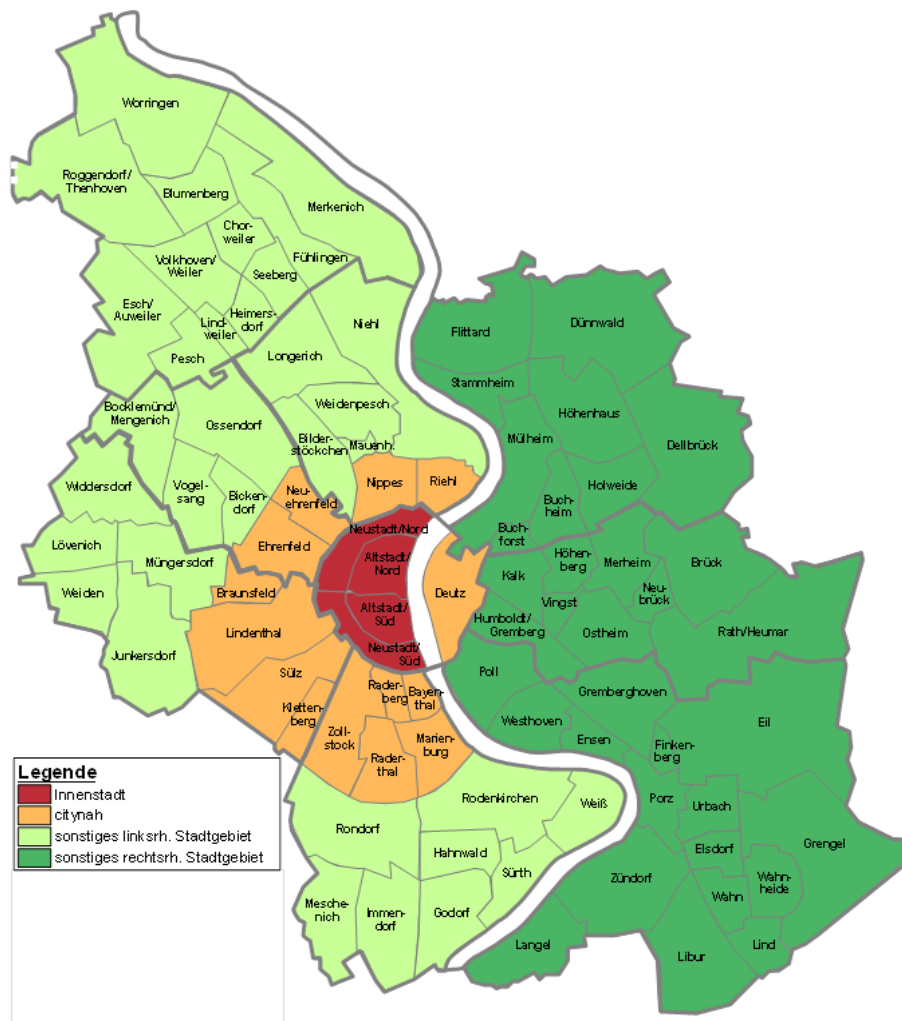 Worringen
Roggendorf/
Thenhoven
Blumenberg
Merkenich
Chor-
weiler
Volkhoven/
Weiler
Seeberg
Fühlingen
Esch/
Auweiler
Lind-
weiler
Heimers-
dorf
Pesch
Niehl
Longerich
Flittard
Dünnwald
Stammheim
Höhenhaus
Mülheim
Dellbrück
Holweide
Buch-
heim
Buch-
forst
Bocklemünd/
Mengenich
Ossendorf
Weidenpesch
Bilder-
stöckchen
Mauenh.
Widdersdorf
Vogel-
sang
Bicken-
dorf
Neu-
ehrenfeld
Nippes
Riehl
Neustadt/Nord
Ehrenfeld
Altstadt/
Nord
Lövenich
Müngersdorf
Weiden
Braunsfeld
Lindenthal
Altstadt/
Süd
Deutz
Neustadt/
Süd
Junkersdorf
Sülz
Kletten-
berg
Kalk
Höhen-
berg
Merheim
Brück
Neu-
brück
Vingst
Humboldt/
Gremberg
Ostheim
Rath/Heumar
Poll
Gremberghoven
Eil
Westhoven
Ensen
Finken-
berg
Rader-
berg
Bayen-
thal
Zoll-
stock
Marien-
burg
Rader-
thal
Porz
Urbach
Elsdorf
Grengel
Wahn-
heide
Zündorf
Wahn
Lind
Langel
Libur
Rodenkirchen
Weiß
Rondorf
Hahnwald
Sürth
Mesche-
nich
Immen-
dorf
Godorf
Legende
Innenstadt
citynah
sonstiges linksrh. Stadtgebiet
sonstiges rechtsrh. Stadtgebiet